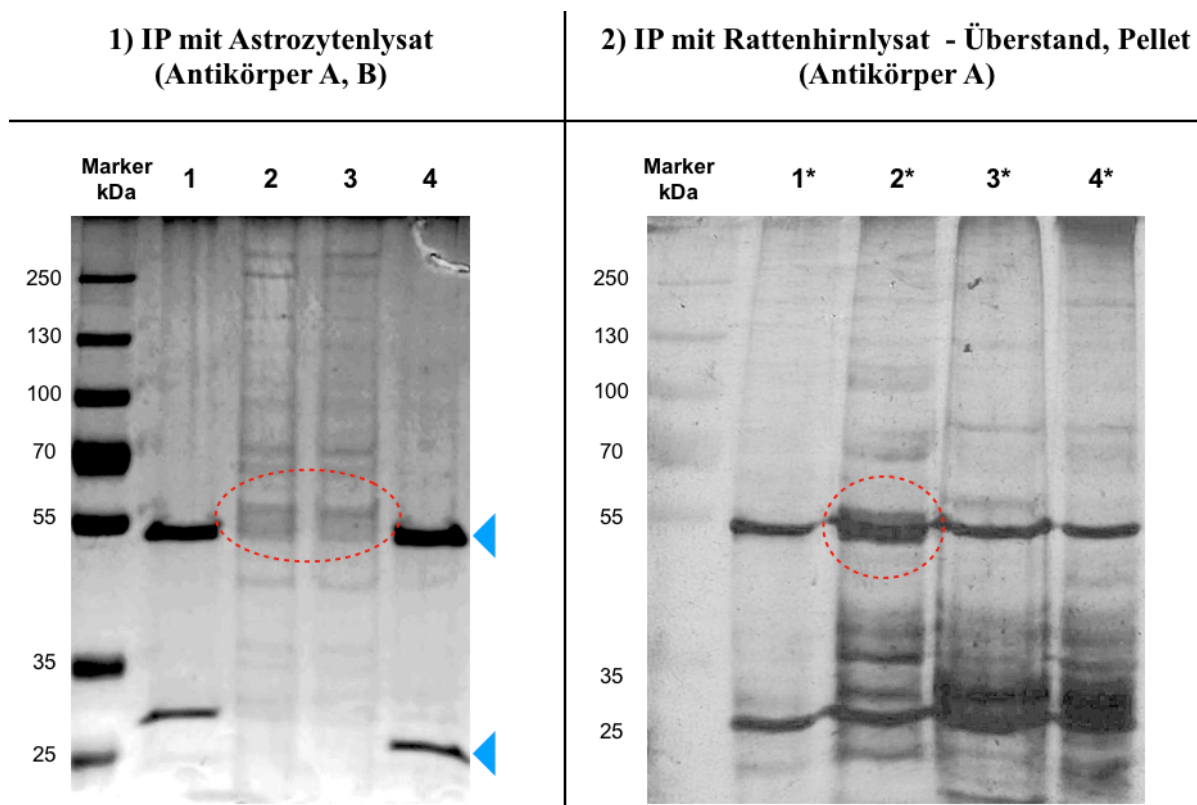 1) IP mit Astrozytenlysat
(Antikörper A, B)
2) IP mit Rattenhirnlysat - Überstand, Pellet
(Antikörper A)
Marker
kDa
1 2 3 4
250
130
100
70
55
35
25
Marker
kDa
1* 2* 3* 4*
250
130
100
70
55
35
25